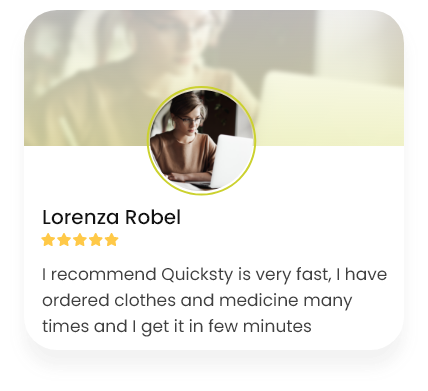 Lorenza Robel
I recommend Quicksty is very fast, I have
ordered clothes and medicine many
times and I get it in few minutes